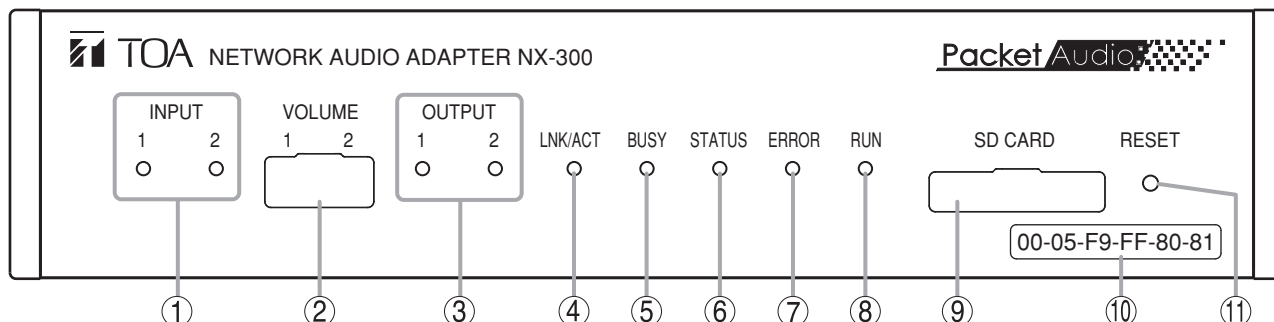 TOA NETWORK AUDIO ADAPTER NX-300
Packet Audio
INPUT VOLUME OUTPUT
1 2 1 2 1 2
LNK/ACT BUSY STATUS ERROR RUN SD CARD RESET
00-05-F9-FF-80-81
① ② ③ ④ ⑤ ⑥ ⑦ ⑧ ⑨ ⑩ ⑪